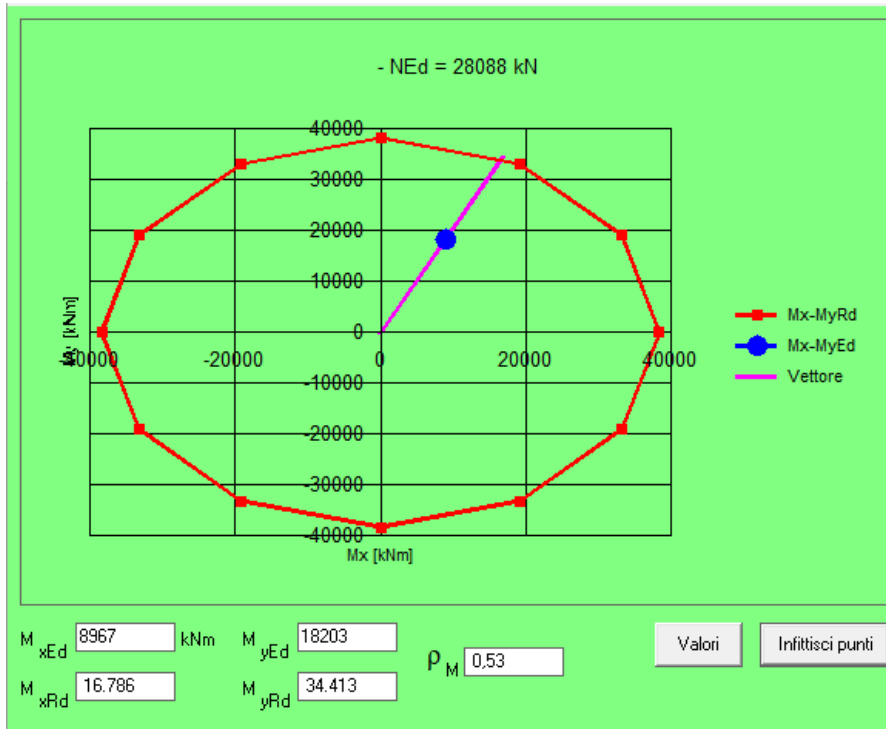 - NEd = 28088 kN
40000
30000
20000
10000
0
-10000
-20000
-30000
-40000
-40000 -20000 0 20000 40000
Mx [kNm]
My [kNm]
Mx-MyRd
Mx-MyEd
Vettore
M xEd 8967 kNm M yEd 18203
ρ M 0,53
M xRd 16.786 M yRd 34.413
Valori Infittisci punti